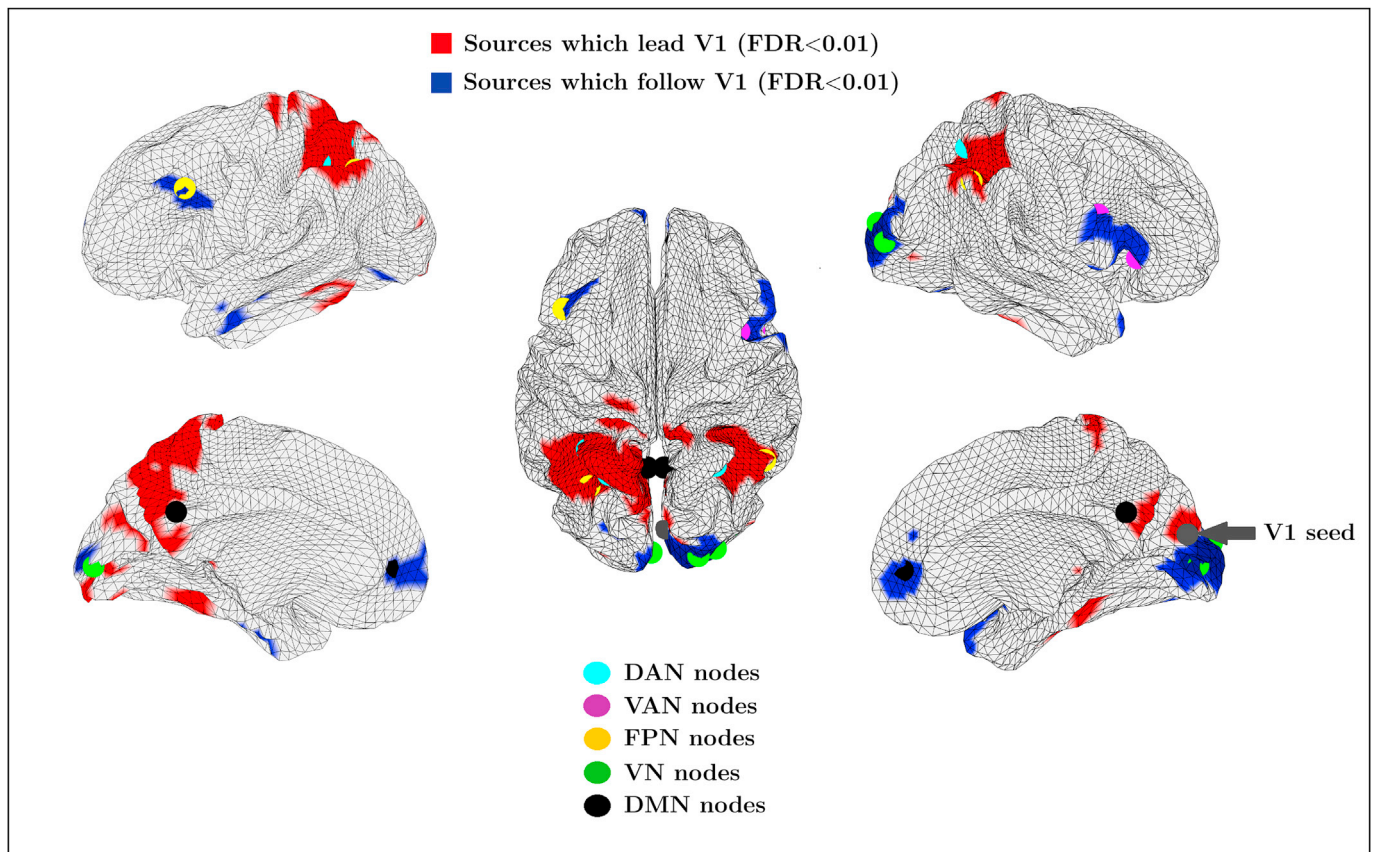 Sources which lead V1 (FDR<0.01)
Sources which follow V1 (FDR<0.01)
V1 seed
DAN nodes
VAN nodes
FPN nodes
VN nodes
DMN nodes